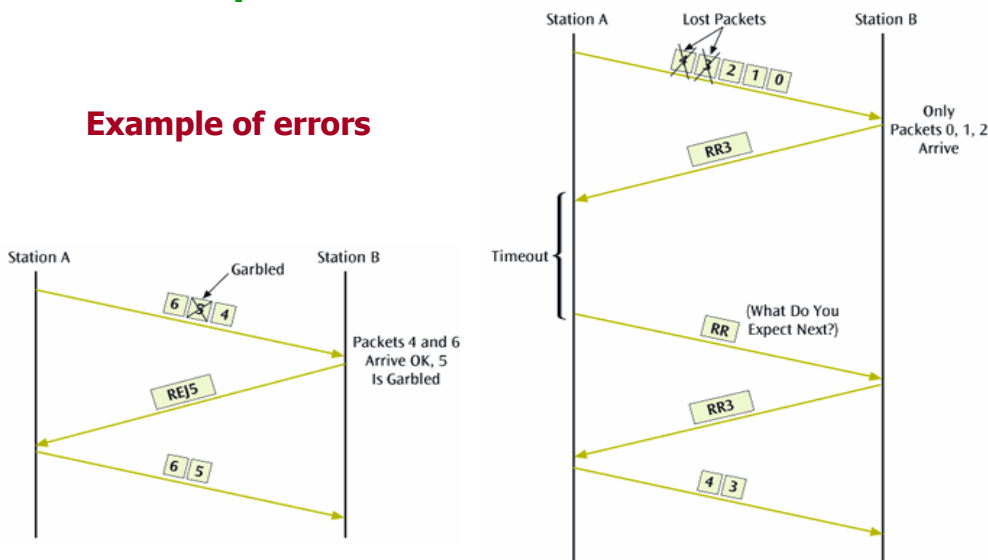 Example of errors
Station A
Station B
Garbled
6 5 4
Packets 4 and 6
Arrive OK, 5
Is Garbled
REJ5
6 5
Station A
Lost Packets
Station B
4 3 2 1 0
Only
Packets 0, 1, 2
Arrive
RR3
Timeout
RR
(What Do You
Expect Next?)
RR3
4 3